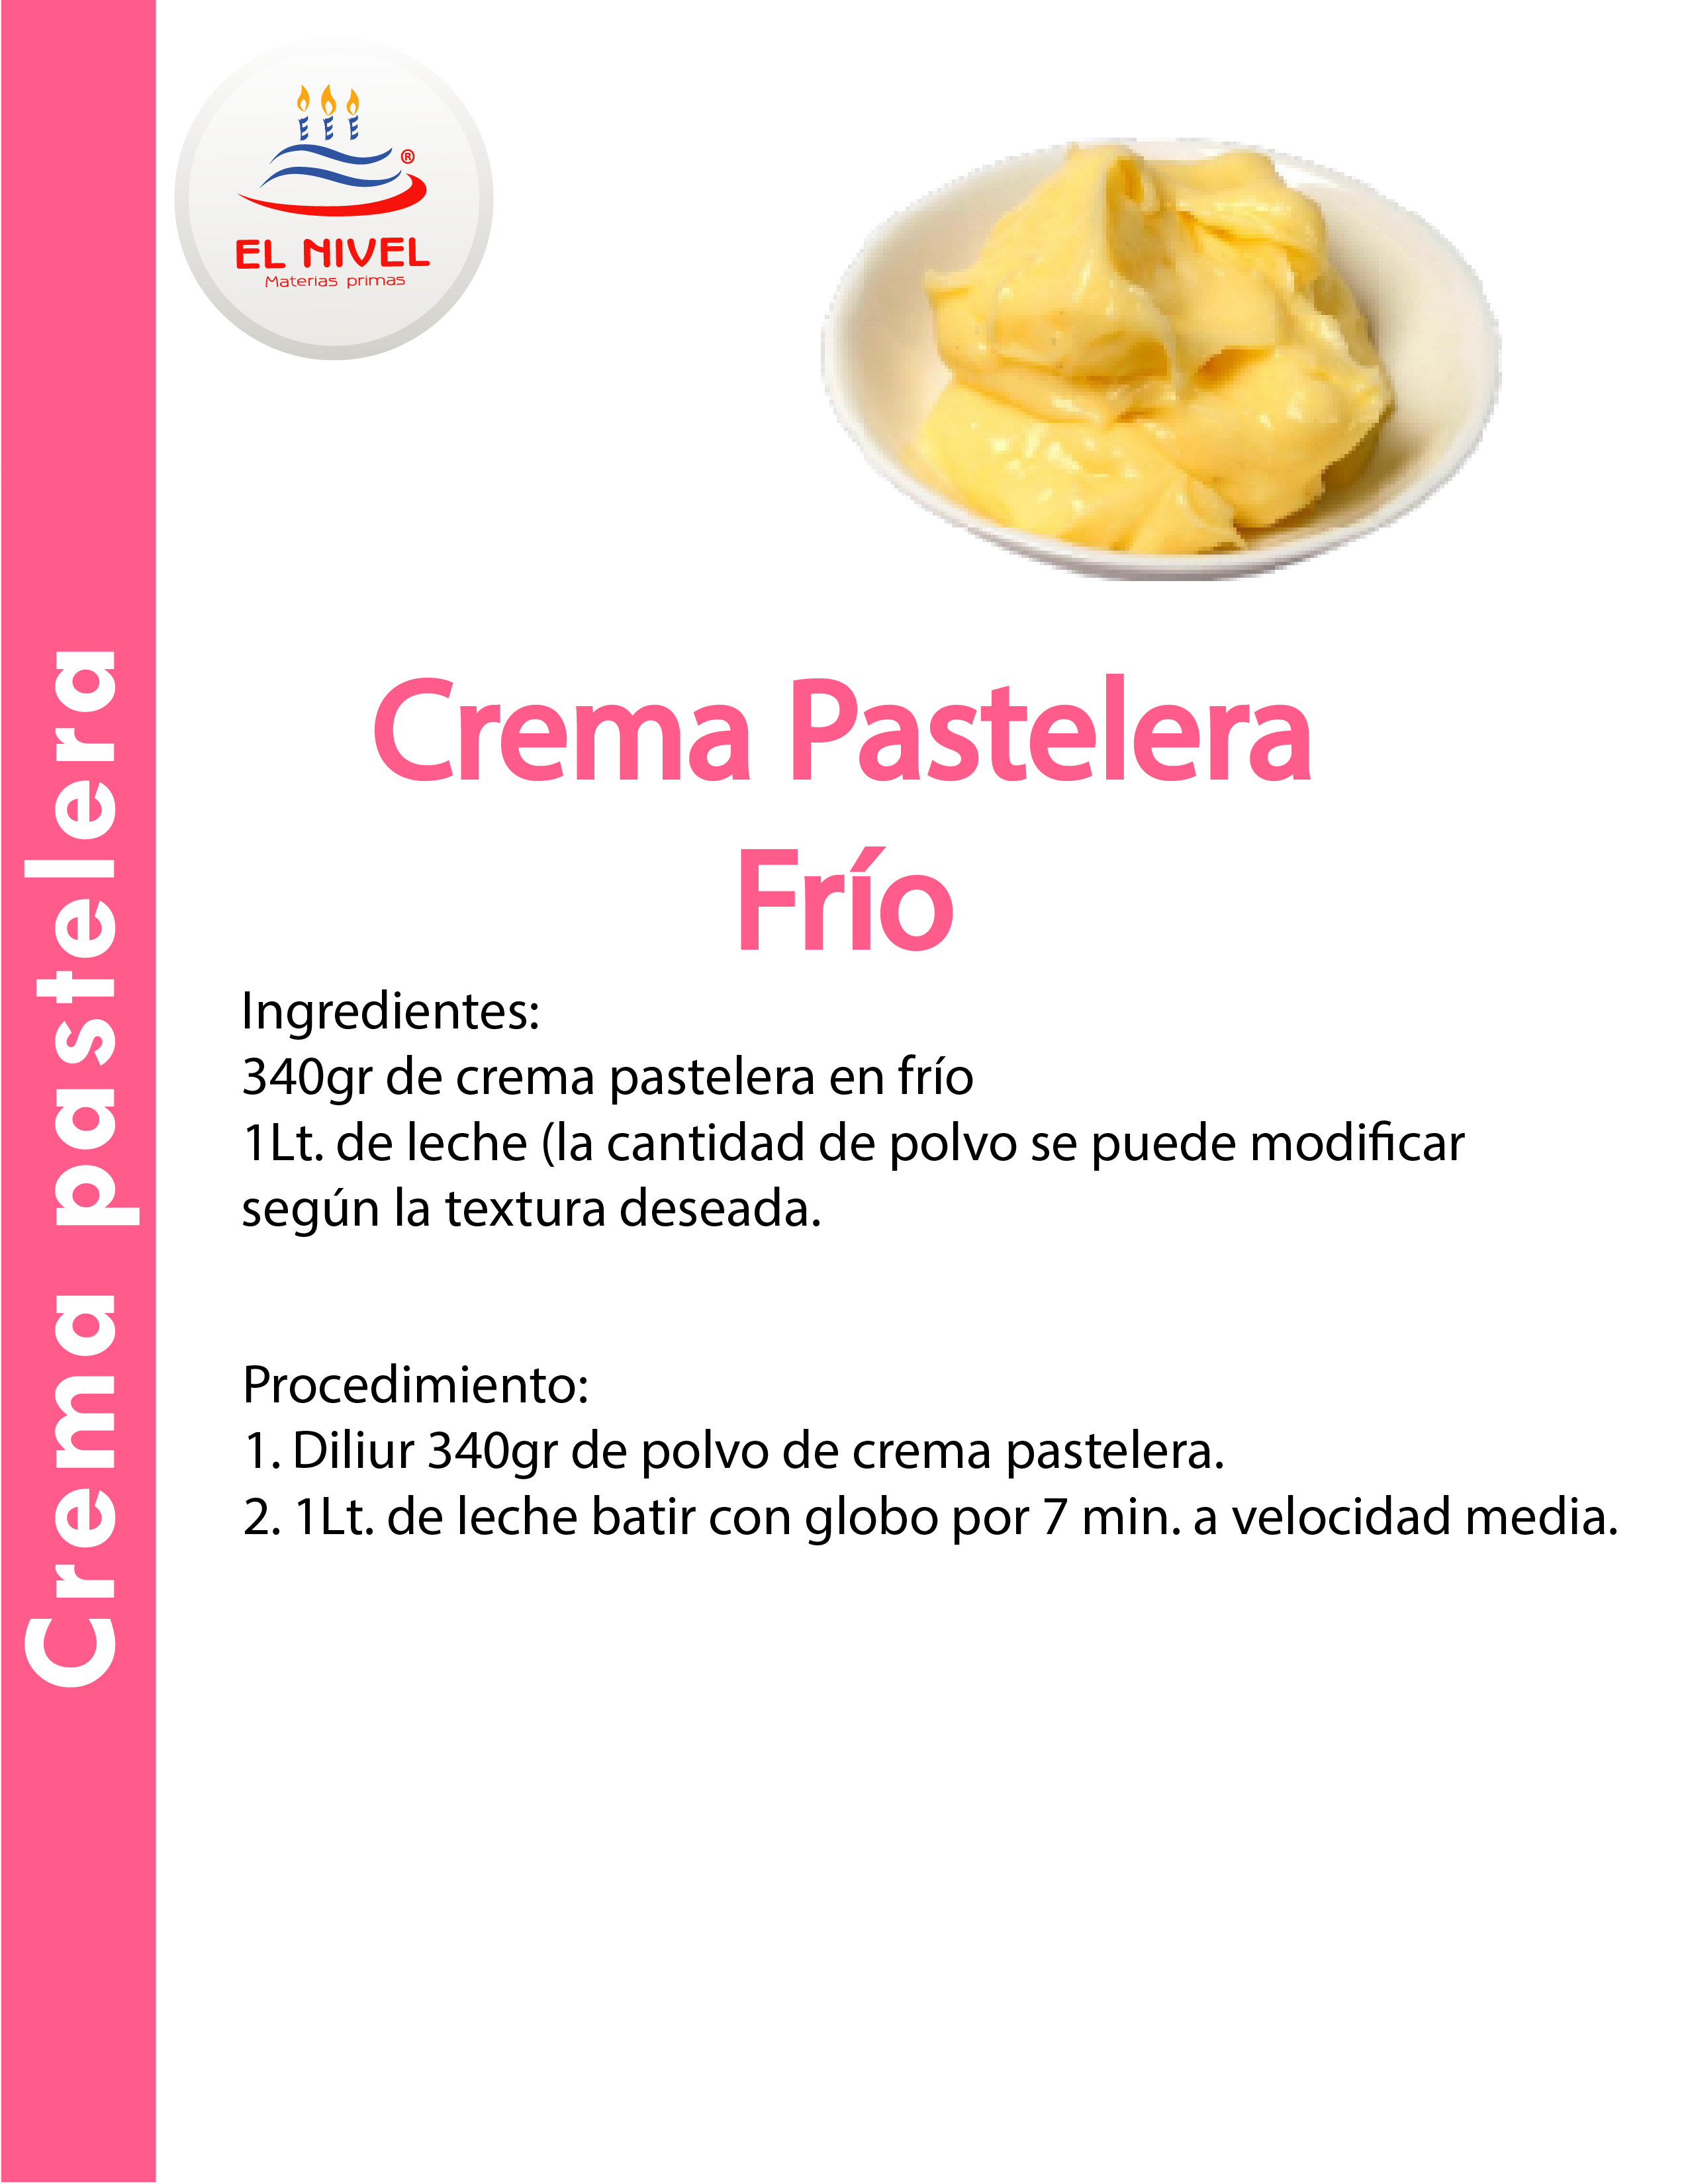 EL NIVEL
®
Materias primas
Crema pastelera
Crema Pastelera
Frío
Ingredientes:
340gr de crema pastelera en frío
1Lt. de leche (la cantidad de polvo se puede modificar
según la textura deseada.
Procedimiento:
1. Diliur 340gr de polvo de crema pastelera.
2. 1Lt. de leche batir con globo por 7 min. a velocidad media.